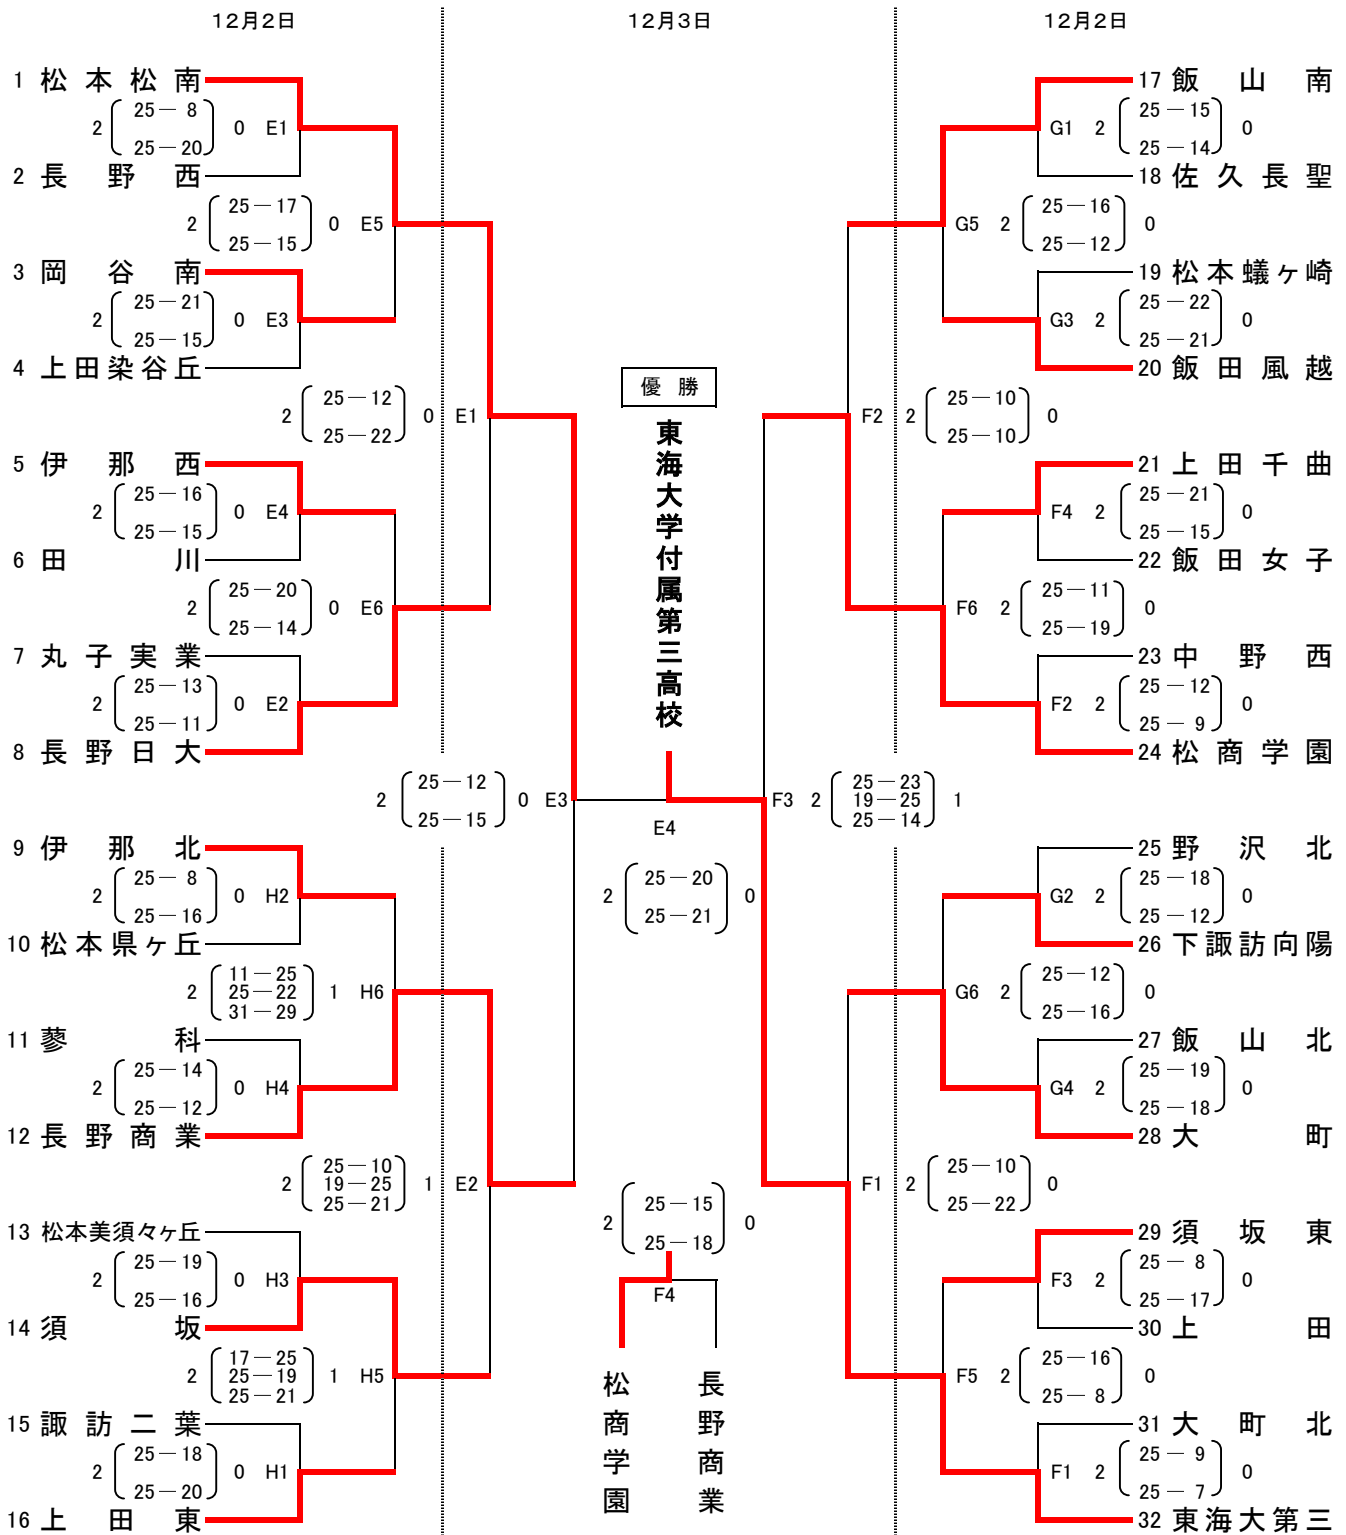 12月2日
12月3日
12月2日
1 松本松南
2 25－8 0 E1
25－20
2 長野西
2 25－17 0 E5
25－15
3 岡谷南
2 25－21 0 E3
25－15
4 上田染谷丘
2 25－12 0 E1
25－22
5 伊那西
2 25－16 0 E4
25－15
6 田川
2 25－20 0 E6
25－14
7 丸子実業
2 25－13 0 E2
25－11
8 長野日大
2 25－12 0 E3
25－15
9 伊那北
2 25－8 0 H2
25－16
10 松本県ヶ丘
11－25
2 25－22 1 H6
31－29
11 蓼科
2 25－14 0 H4
25－12
12 長野商業
25－10
2 19－25 1 E2
25－21
13 松本美須々ヶ丘
2 25－19 0 H3
25－16
14 須坂
17－25
2 25－19 1 H5
25－21
15 諏訪二葉
2 25－18 0 H1
25－20
16 上田東
優勝
東海大学付属第三高校
E4
2 25－20 0
25－21
2 25－15 0
25－18
F4
松商学園
長野商業
17 飯山南
G1 2 25－15 0
25－14
18 佐久長聖
G5 2 25－16 0
25－12
19 松本蟻ヶ崎
G3 2 25－22 0
25－21
20 飯田風越
F2 2 25－10 0
25－10
21 上田千曲
F4 2 25－21 0
25－15
22 飯田女子
F6 2 25－11 0
25－19
23 中野西
F2 2 25－12 0
25－9
24 松商学園
25－23
F3 2 19－25 1
25－14
25 野沢北
G2 2 25－18 0
25－12
26 下諏訪向陽
G6 2 25－12 0
25－16
27 飯山北
G4 2 25－19 0
25－18
28 大町
F1 2 25－10 0
25－22
29 須坂東
F3 2 25－8 0
25－17
30 上田
F5 2 25－16 0
25－8
31 大町北
F1 2 25－9 0
25－7
32 東海大第三